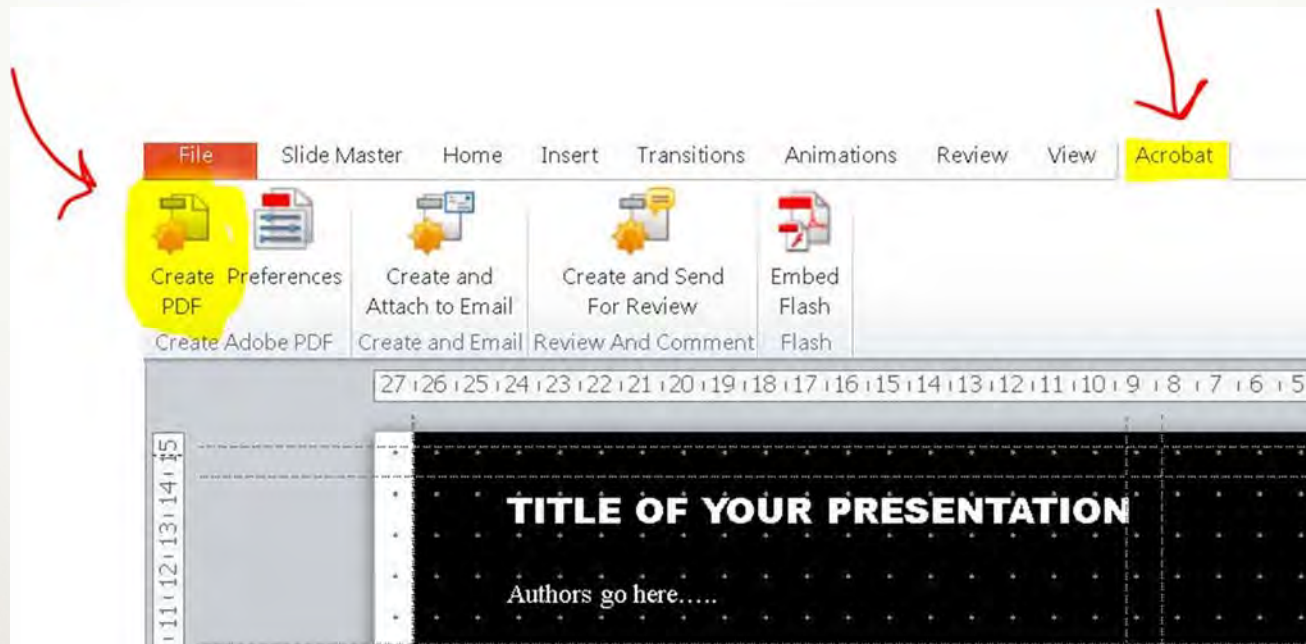 File Slide Master Home Insert Transitions Animations Review View Acrobat
Create PDF
Preferences
Create and
Attach to Email
Create and Send
For Review
Embed
Flash
Create Adobe PDF Create and Email Review And Comment Flash
27 26 25 24 23 22 21 20 19 18 17 16 15 14 13 12 11 10 9 8 7 6 5
15
14
13
12
11
TITLE OF YOUR PRESENTATION
Authors go here.....